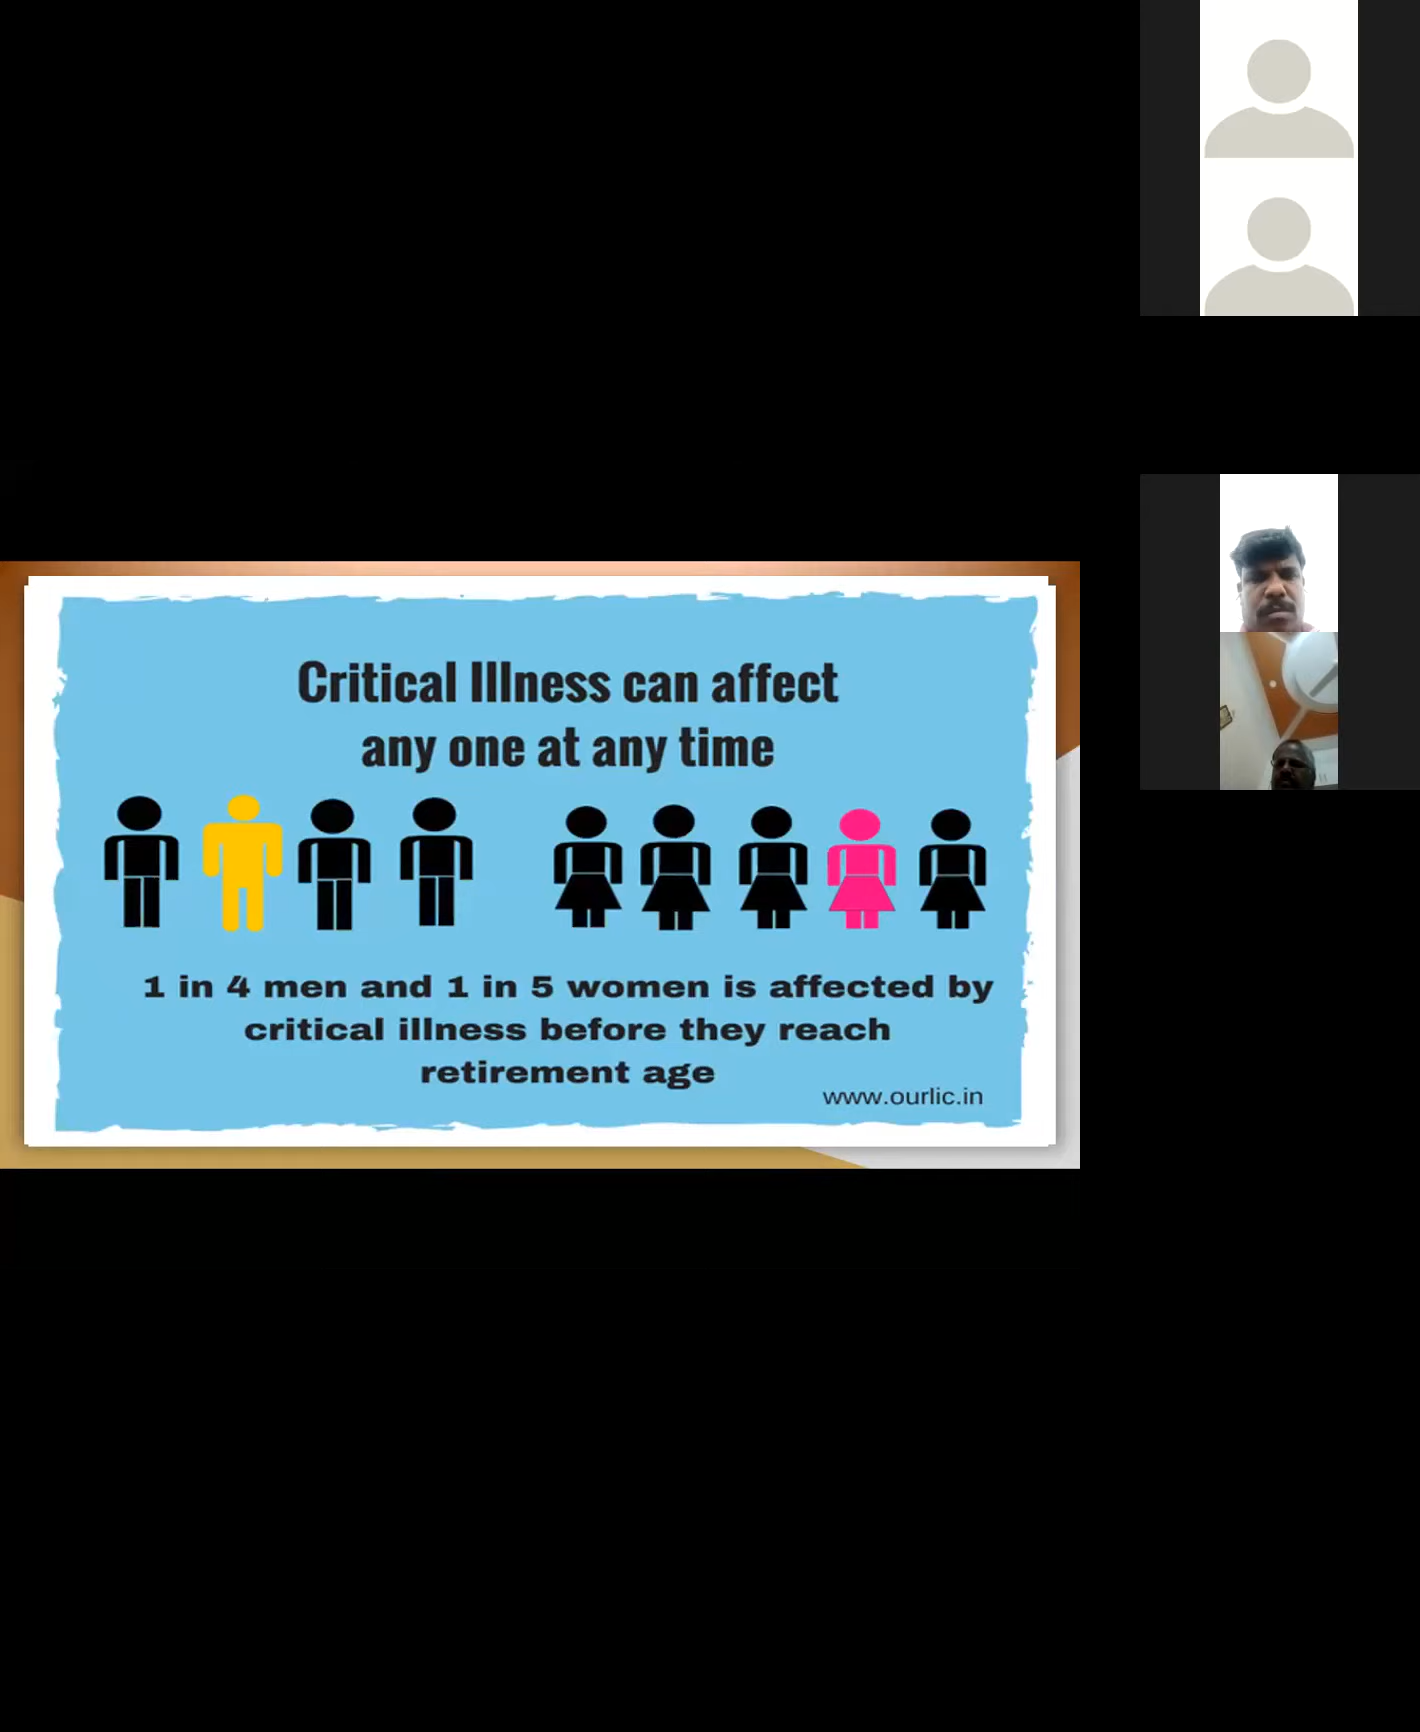 Critical Illness can affect
any one at any time
1 in 4 men and 1 in 5 women is affected by
critical illness before they reach
retirement age
www.ourlic.in